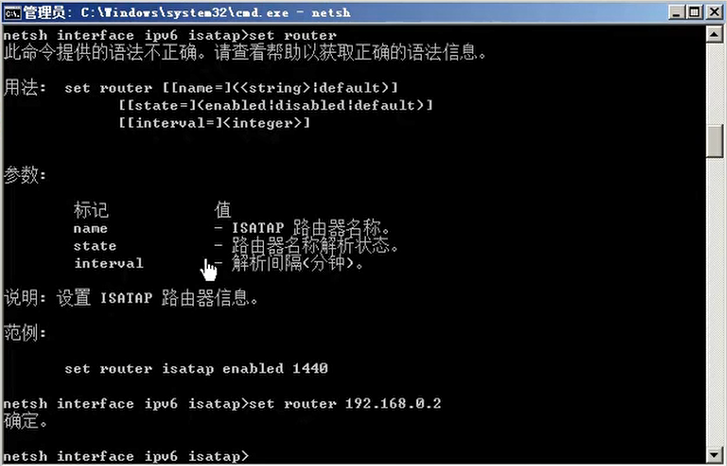 管理员: C:\Windows\system32\cmd.exe - netsh
netsh interface ipv6 isatap>set router
此命令提供的语法不正确。请查看帮助以获取正确的语法信息。
用法: set router [[name=](<string>|default)]
[[state=](enabled|disabled|default)]
[[interval=]<integer>]
参数:
标记 值
name - ISATAP 路由器名称。
state - 路由器名称解析状态。
interval - 解析间隔(分钟)。
说明: 设置 ISATAP 路由器信息。
范例:
set router isatap enabled 1440
netsh interface ipv6 isatap>set router 192.168.0.2
确定。
netsh interface ipv6 isatap>